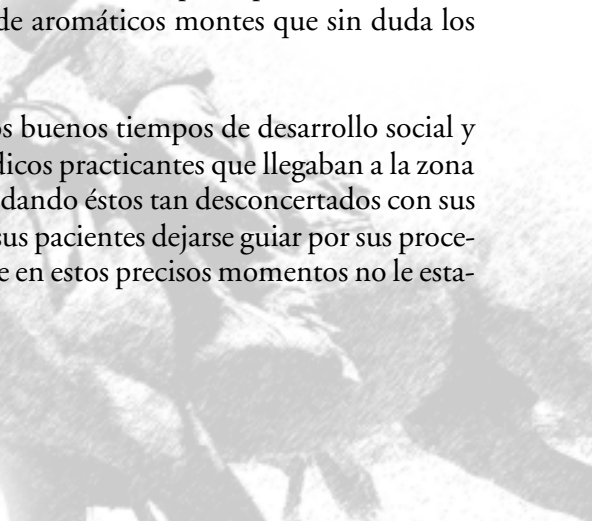 de aromáticos montes que sin duda los
s buenos tiempos de desarrollo social y
dicos practicantes que llegaban a la zona
dando éstos tan desconcertados con sus
sus pacientes dejarse guiar por sus proce-
e en estos precisos momentos no le esta-